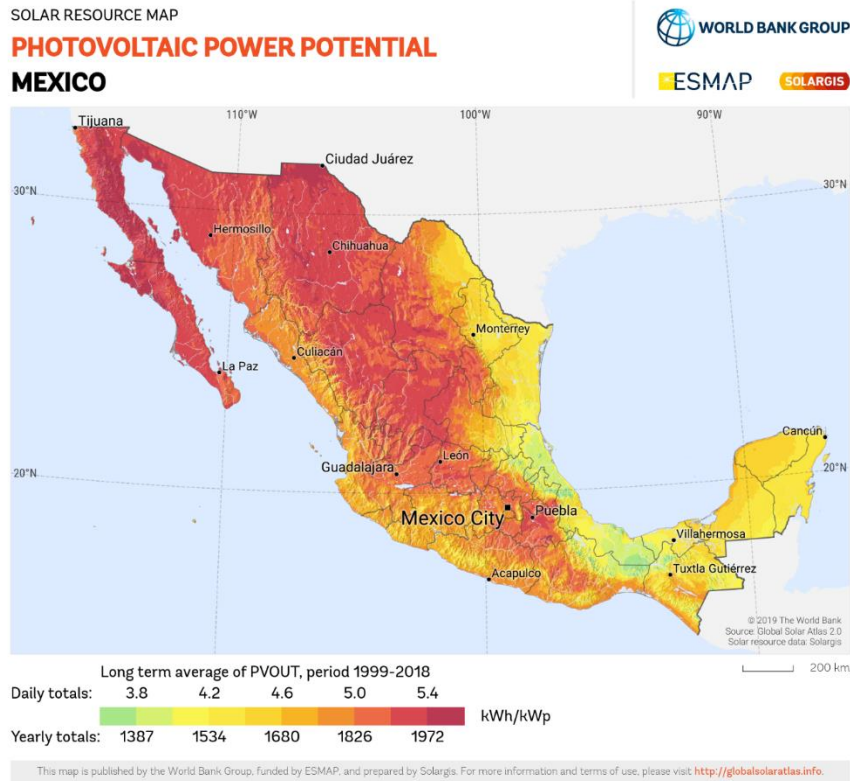 SOLAR RESOURCE MAP
PHOTOVOLTAIC POWER POTENTIAL
MEXICO
WORLD BANK GROUP
ESMAP
SOLARGIS
110°W
100°W
90°W
Tijuana
Ciudad Juárez
30°N
30°N
Hermosillo
Chihuahua
Monterrey
Culiacán
La Paz
Cancún
León
20°N
20°N
Guadalajara
Mexico City
Puebla
Villahermosa
Tuxtla Gutiérrez
Acapulco
© 2019 The World Bank
Source: Global Solar Atlas 2.0
Solar resource data: Solargis
200 km
Long term average of PVOUT, period 1999-2018
Daily totals: 3.8 4.2 4.6 5.0 5.4
kWh/kWp
Yearly totals: 1387 1534 1680 1826 1972
This map is published by the World Bank Group, funded by ESMAP, and prepared by Solargis. For more information and terms of use, please visit http://globalsolaratlas.info.